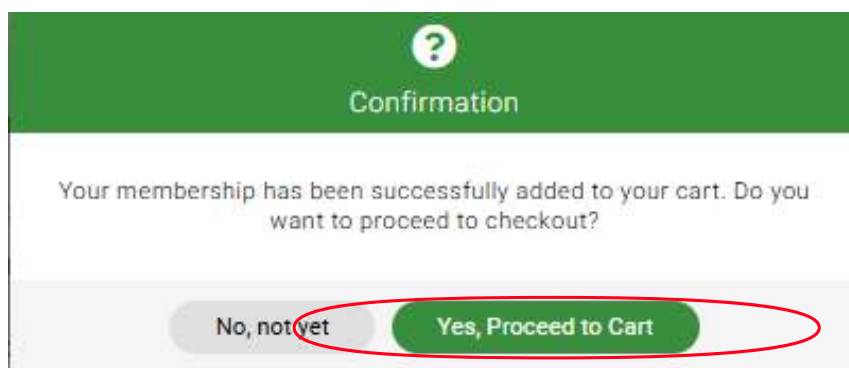 ?
Confirmation
Your membership has been successfully added to your cart. Do you
want to proceed to checkout?
No, not yet Yes, Proceed to Cart